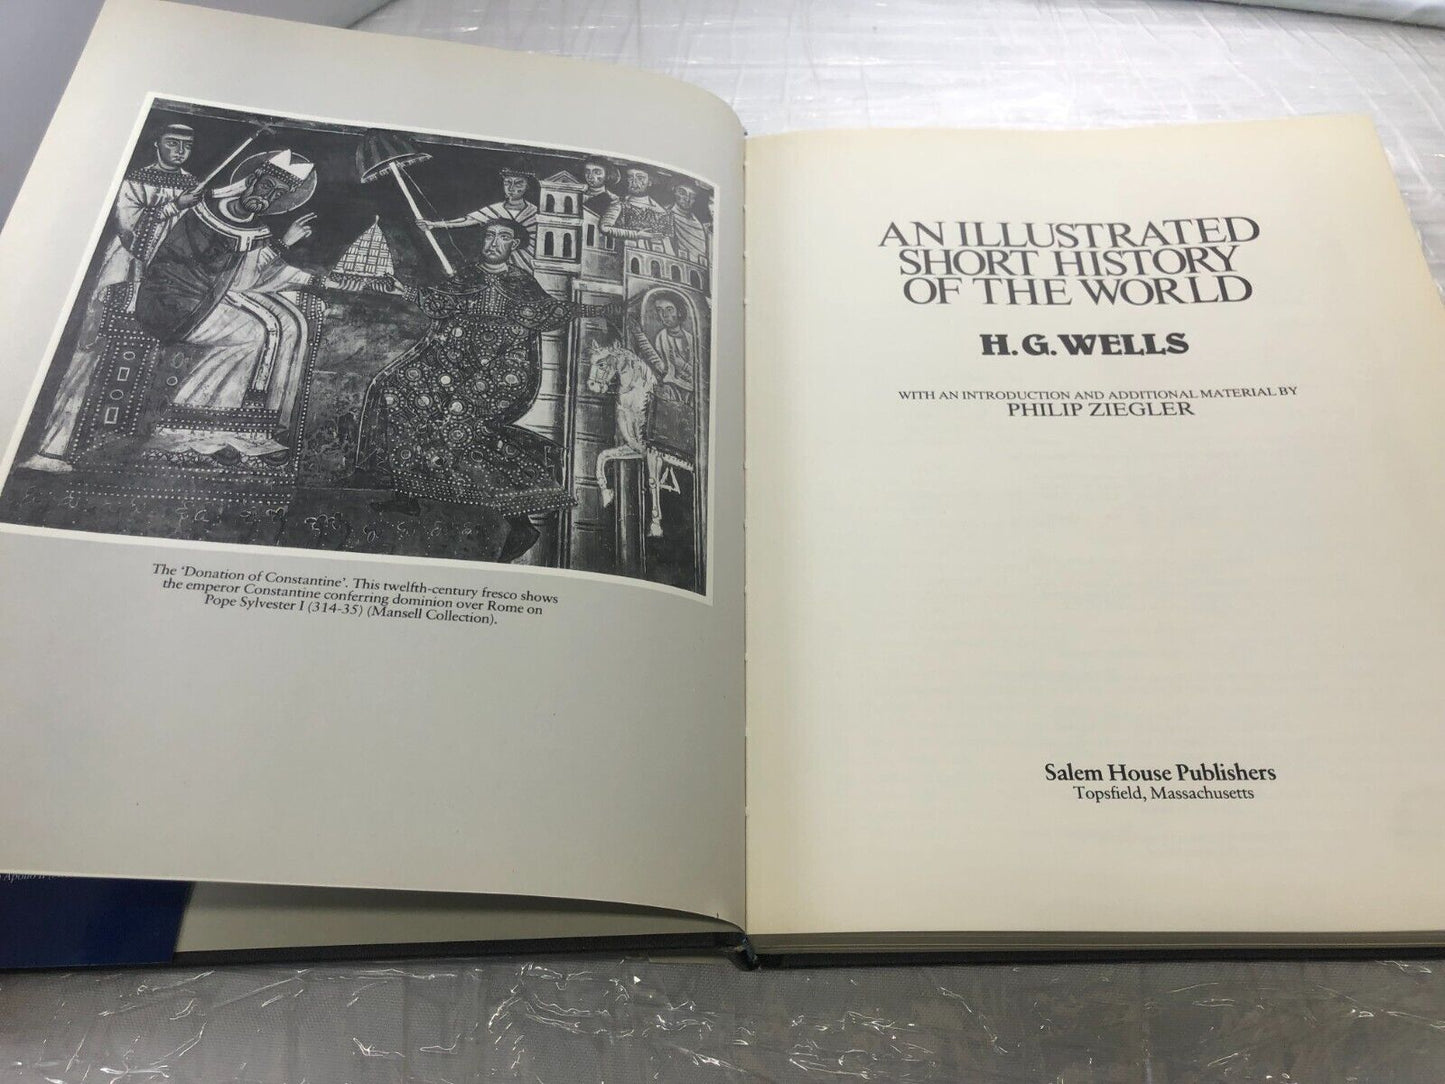 The 'Donation of Constantine'. This twelfth-century fresco shows
the emperor Constantine conferring dominion over Rome on
Pope Sylvester I (314-35) (Mansell Collection).
AN ILLUSTRATED
SHORT HISTORY
OF THE WORLD
H.G.WELLS
WITH AN INTRODUCTION AND ADDITIONAL MATERIAL BY
PHILIP ZIEGLER
Salem House Publishers
Topsfield, Massachusetts